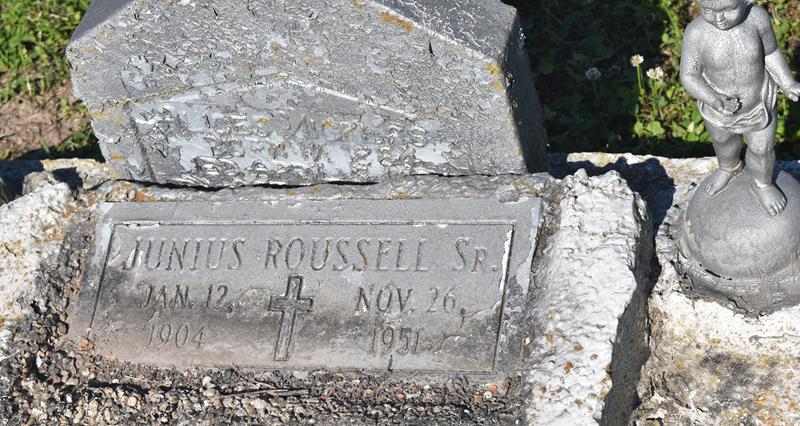 JUNIUS ROUSSELL SR.
JAN. 12, NOV. 26,
1904 1951